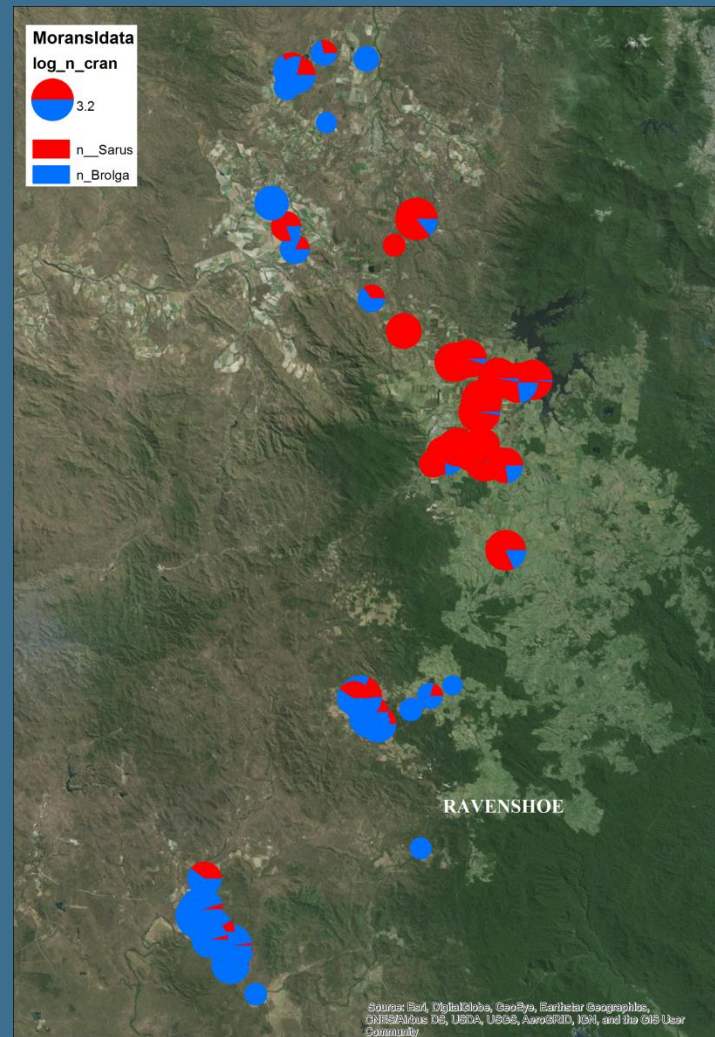 MoransIdata
log_n_cran
3.2
n__Sarus
n_Brolga
RAVENSHOE
Source: Esri, DigitalGlobe, GeoEye, Earthstar Geographics,
CNES/Airbus DS, USDA, USGS, AeroGRID, IGN, and the GIS User
Community